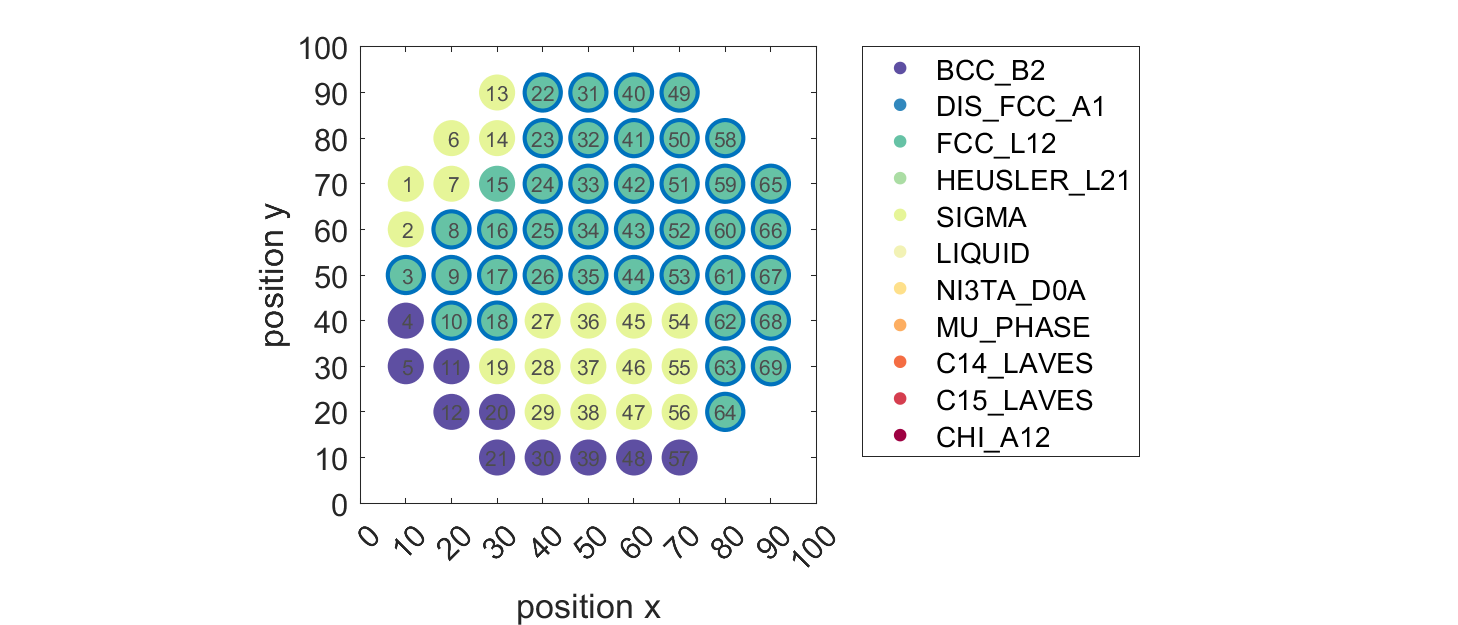 100
90 13 22 31 40 49
80 6 14 23 32 41 50 58
70 1 7 15 24 33 42 51 59 65
60 2 8 16 25 34 43 52 60 66
50 3 9 17 26 35 44 53 61 67
40 4 10 18 27 36 45 54 62 68
30 5 11 19 28 37 46 55 63 69
20 12 20 29 38 47 56 64
10 21 30 39 48 57
0
0 10 20 30 40 50 60 70 80 90 100
position x
position y
BCC_B2
DIS_FCC_A1
FCC_L12
HEUSLER_L21
SIGMA
LIQUID
NI3TA_D0A
MU_PHASE
C14_LAVES
C15_LAVES
CHI_A12